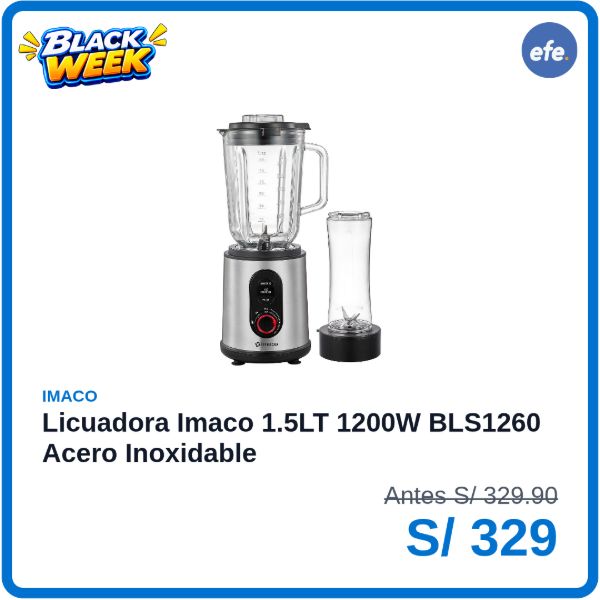 BLACK
WEEK
efe.
IMACO
Licuadora Imaco 1.5LT 1200W BLS1260
Acero Inoxidable
Antes S/ 329.90
S/ 329